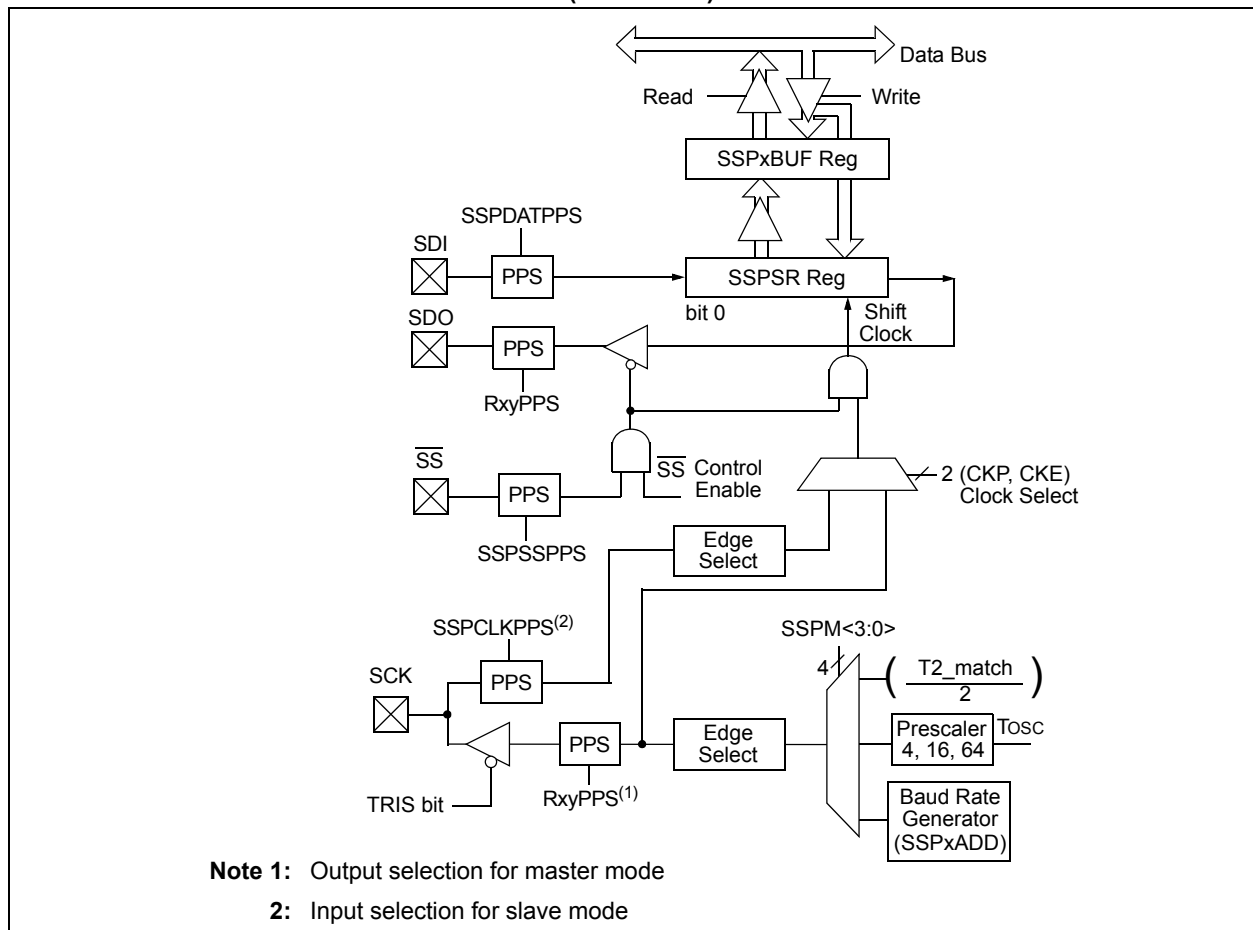 Data Bus
Read
Write
SSPxBUF Reg
SSPDATPPS
SDI
PPS
SSPSR Reg
bit 0
Shift
Clock
SDO
PPS
RxyPPS
SS
PPS
SS Control
Enable
2 (CKP, CKE)
Clock Select
SSPSSPPS
Edge
Select
SSPCLKPPS(2)
SSPM<3:0>
4
SCK
PPS
( T2_match
2 )
Edge
Select
PPS
Prescaler
4, 16, 64
TOSC
TRIS bit
RxyPPS(1)
Baud Rate
Generator
(SSPxADD)
Note 1: Output selection for master mode
2: Input selection for slave mode